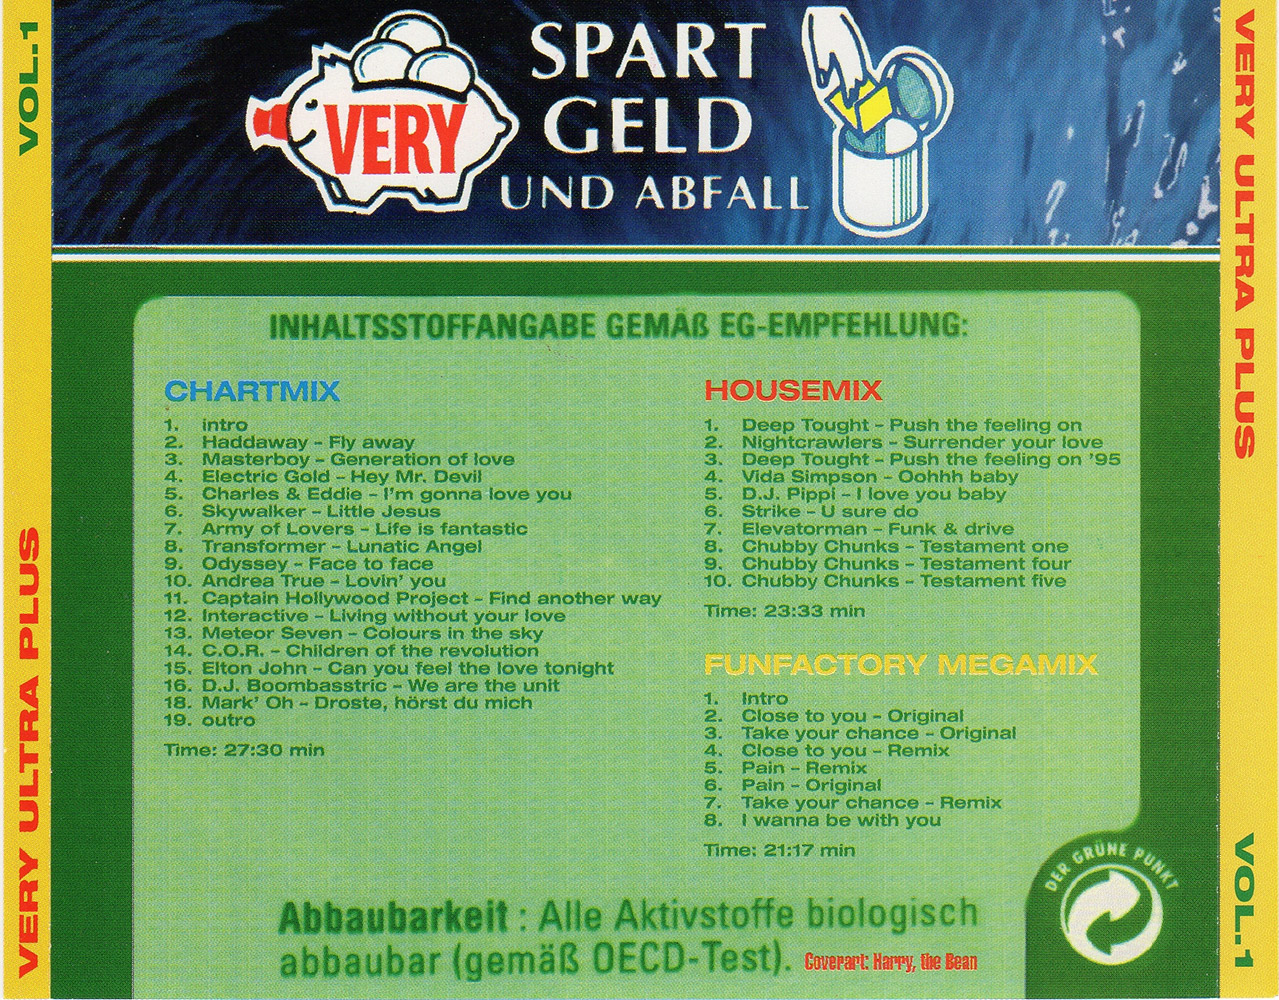 VOL.1
VERY ULTRA PLUS
VERY
SPART
GELD
UND ABFALL
INHALTSSTOFFANGABE GEMÄß EG-EMPFEHLUNG:
CHARTMIX
1. intro
2. Haddaway - Fly away
3. Masterboy - Generation of love
4. Electric Gold - Hey Mr. Devil
5. Charles & Eddie - I'm gonna love you
6. Skywalker - Little Jesus
7. Army of Lovers - Life is fantastic
8. Transformer - Lunatic Angel
9. Odyssey - Face to face
10. Andrea True - Lovin' you
11. Captain Hollywood Project - Find another way
12. Interactive - Living without your love
13. Meteor Seven - Colours in the sky
14. C.O.R. - Children of the revolution
15. Elton John - Can you feel the love tonight
16. D.J. Boombasstric - We are the unit
18. Mark' Oh - Droste, hörst du mich
19. outro
Time: 27:30 min
HOUSEMIX
1. Deep Tought - Push the feeling on
2. Nightcrawlers - Surrender your love
3. Deep Tought - Push the feeling on '95
4. Vida Simpson - Oohhh baby
5. D.J. Pippi - I love you baby
6. Strike - U sure do
7. Elevatorman - Funk & drive
8. Chubby Chunks - Testament one
9. Chubby Chunks - Testament four
10. Chubby Chunks - Testament five
Time: 23:33 min
FUNFACTORY MEGAMIX
1. Intro
2. Close to you - Original
3. Take your chance - Original
4. Close to you - Remix
5. Pain - Remix
6. Pain - Original
7. Take your chance - Remix
8. I wanna be with you
Time: 21:17 min
DER GRÜNE PUNKT
Abbaubarkeit : Alle Aktivstoffe biologisch
abbaubar (gemäß OECD-Test).
Coverart: Harry, the Bean
VERY ULTRA PLUS
VOL.1